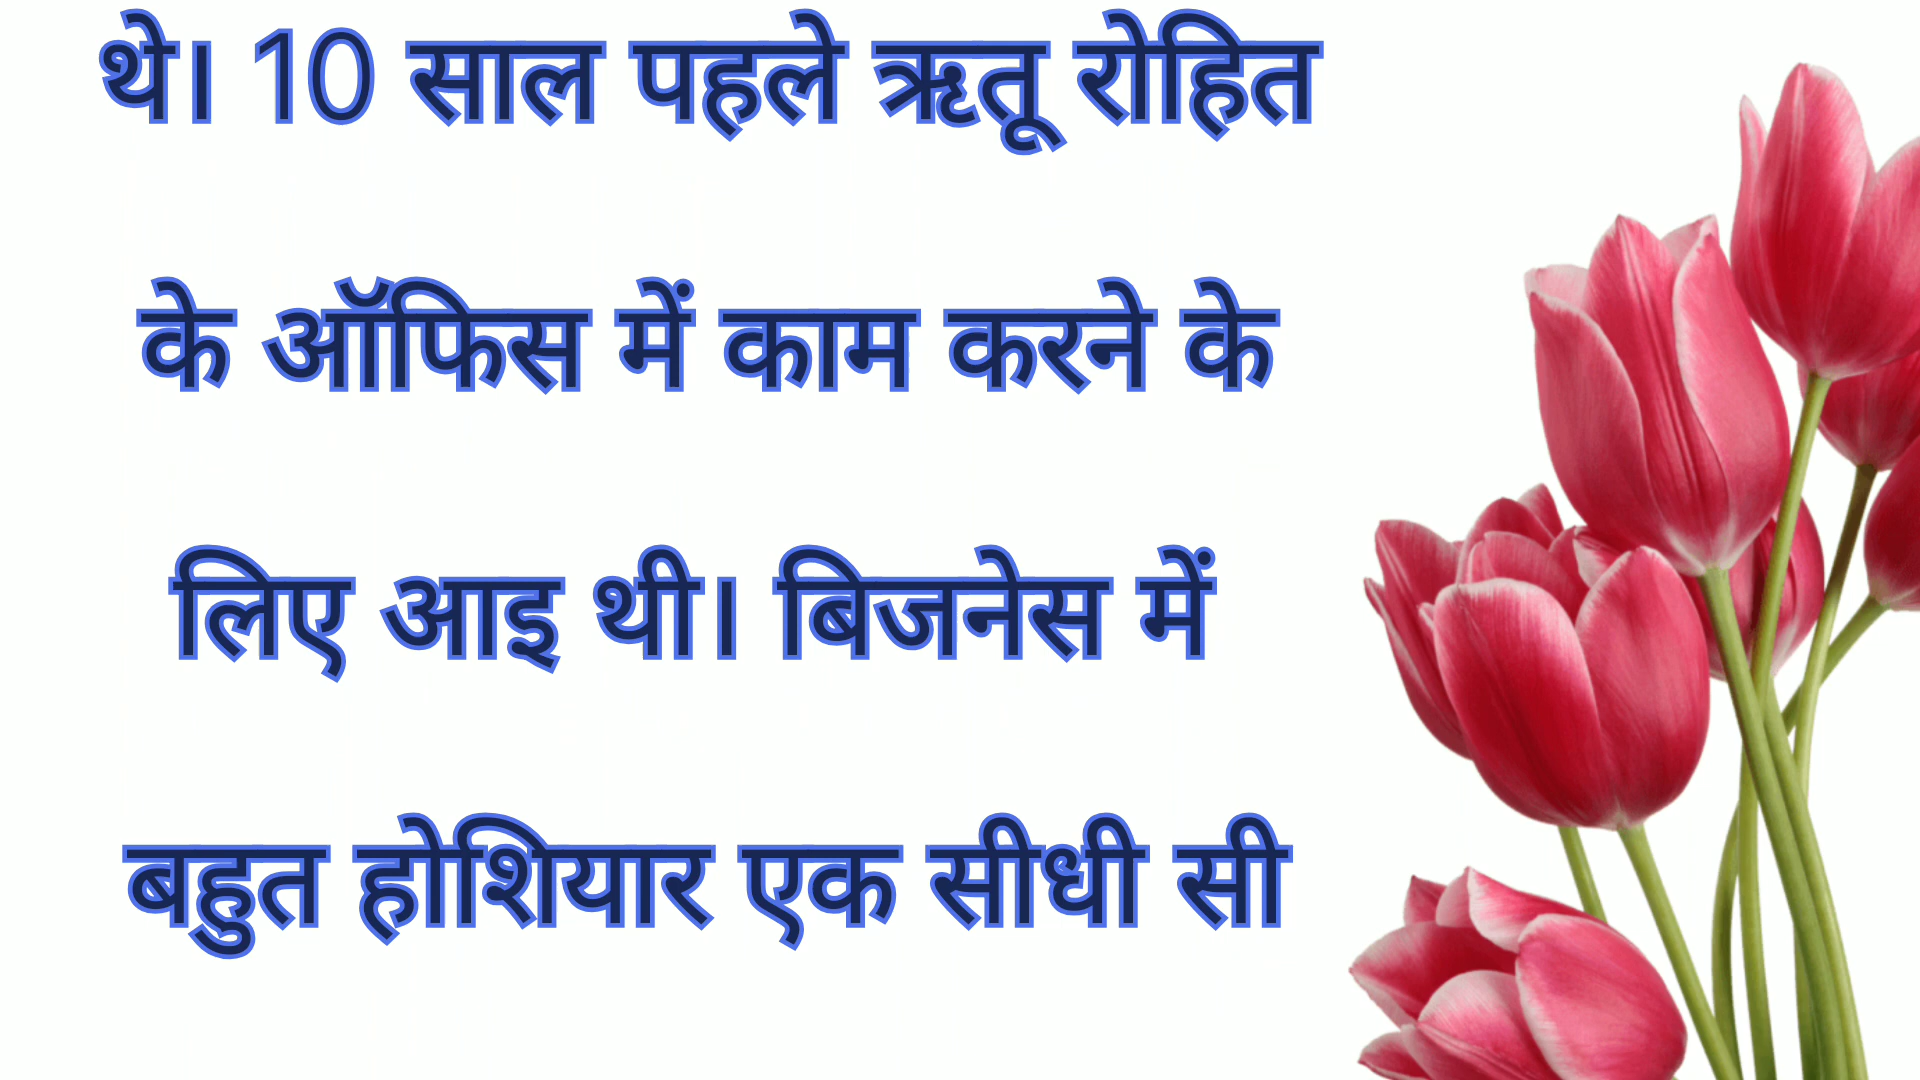 थे। 10 साल पहले ऋतू रोहित
के ऑफिस में काम करने के
लिए आइ थी। बिजनेस में
बहुत होशियार एक सीधी सी